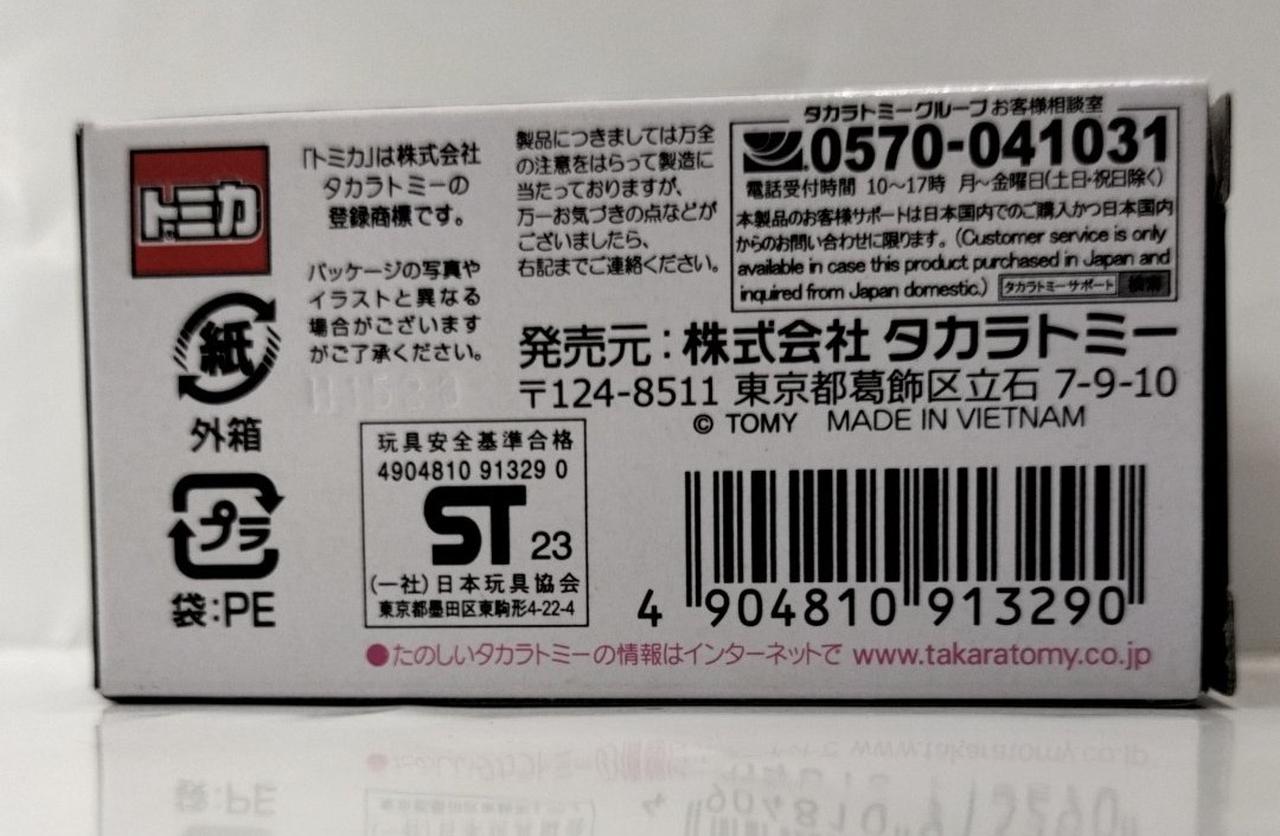 トミカ
「トミカ」は株式会社
タカラトミーの
登録商標です。
パッケージの写真や
イラストと異なる
場合がございます
がご了承ください。
製品につきましては万全
の注意をはらって製造に
当たっておりますが、
万一お気づきの点などが
ございましたら、
右記までご連絡ください。
タカラトミーグループ お客様相談室
0570-041031
電話受付時間 10〜17時 月〜金曜日(土日・祝日除く)
本製品のお客様サポートは日本国内でのご購入かつ日本国内
からのお問い合わせに限ります。(Customer service is only
available in case this product purchased in Japan and
inquired from Japan domestic.) タカラトミーサポート 検索
発売元:株式会社 タカラトミー
〒124-8511 東京都葛飾区立石 7-9-10
© TOMY MADE IN VIETNAM
紙
外箱
プラ
袋:PE
玩具安全基準合格
4904810 91329 0
ST 23
(一社)日本玩具協会
東京都墨田区東駒形4-22-4
4 904810 913290
●たのしいタカラトミーの情報はインターネットで www.takaratomy.co.jp